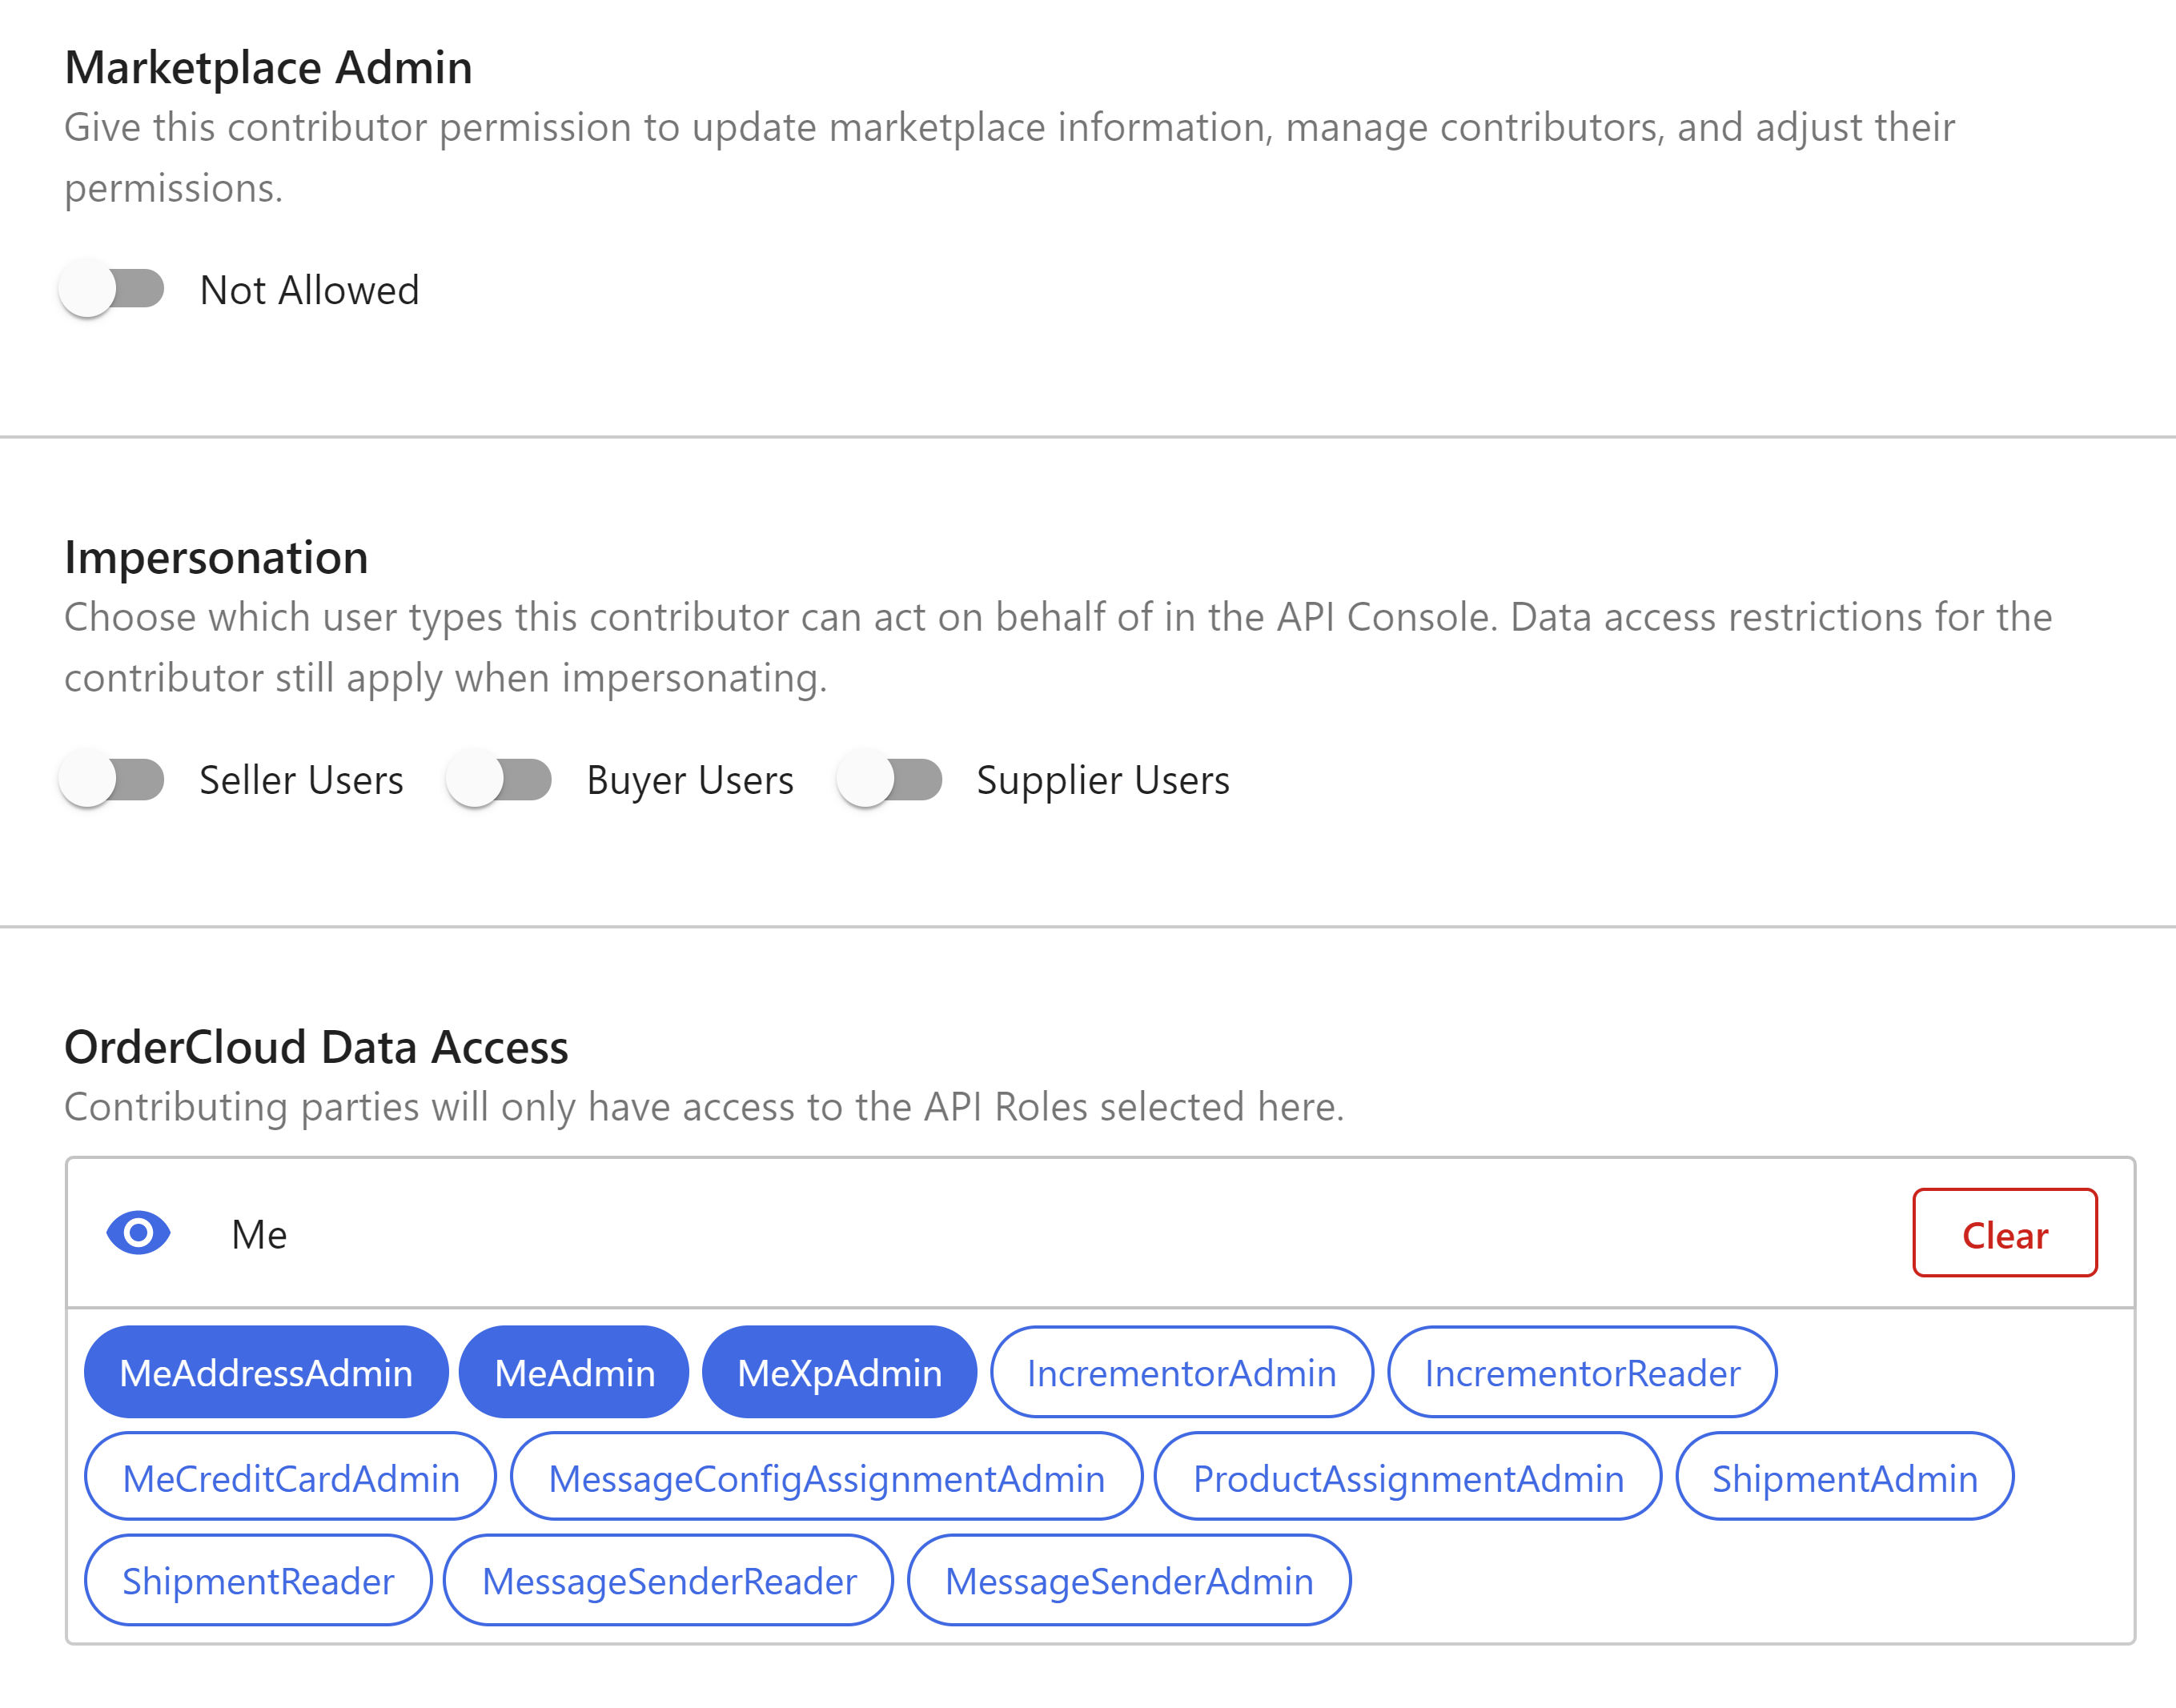 Marketplace Admin
Give this contributor permission to update marketplace information, manage contributors, and adjust their
permissions.
Not Allowed
Impersonation
Choose which user types this contributor can act on behalf of in the API Console. Data access restrictions for the
contributor still apply when impersonating.
Seller Users Buyer Users Supplier Users
OrderCloud Data Access
Contributing parties will only have access to the API Roles selected here.
Me Clear
MeAddressAdmin MeAdmin MeXpAdmin IncrementorAdmin IncrementorReader
MeCreditCardAdmin MessageConfigAssignmentAdmin ProductAssignmentAdmin ShipmentAdmin
ShipmentReader MessageSenderReader MessageSenderAdmin